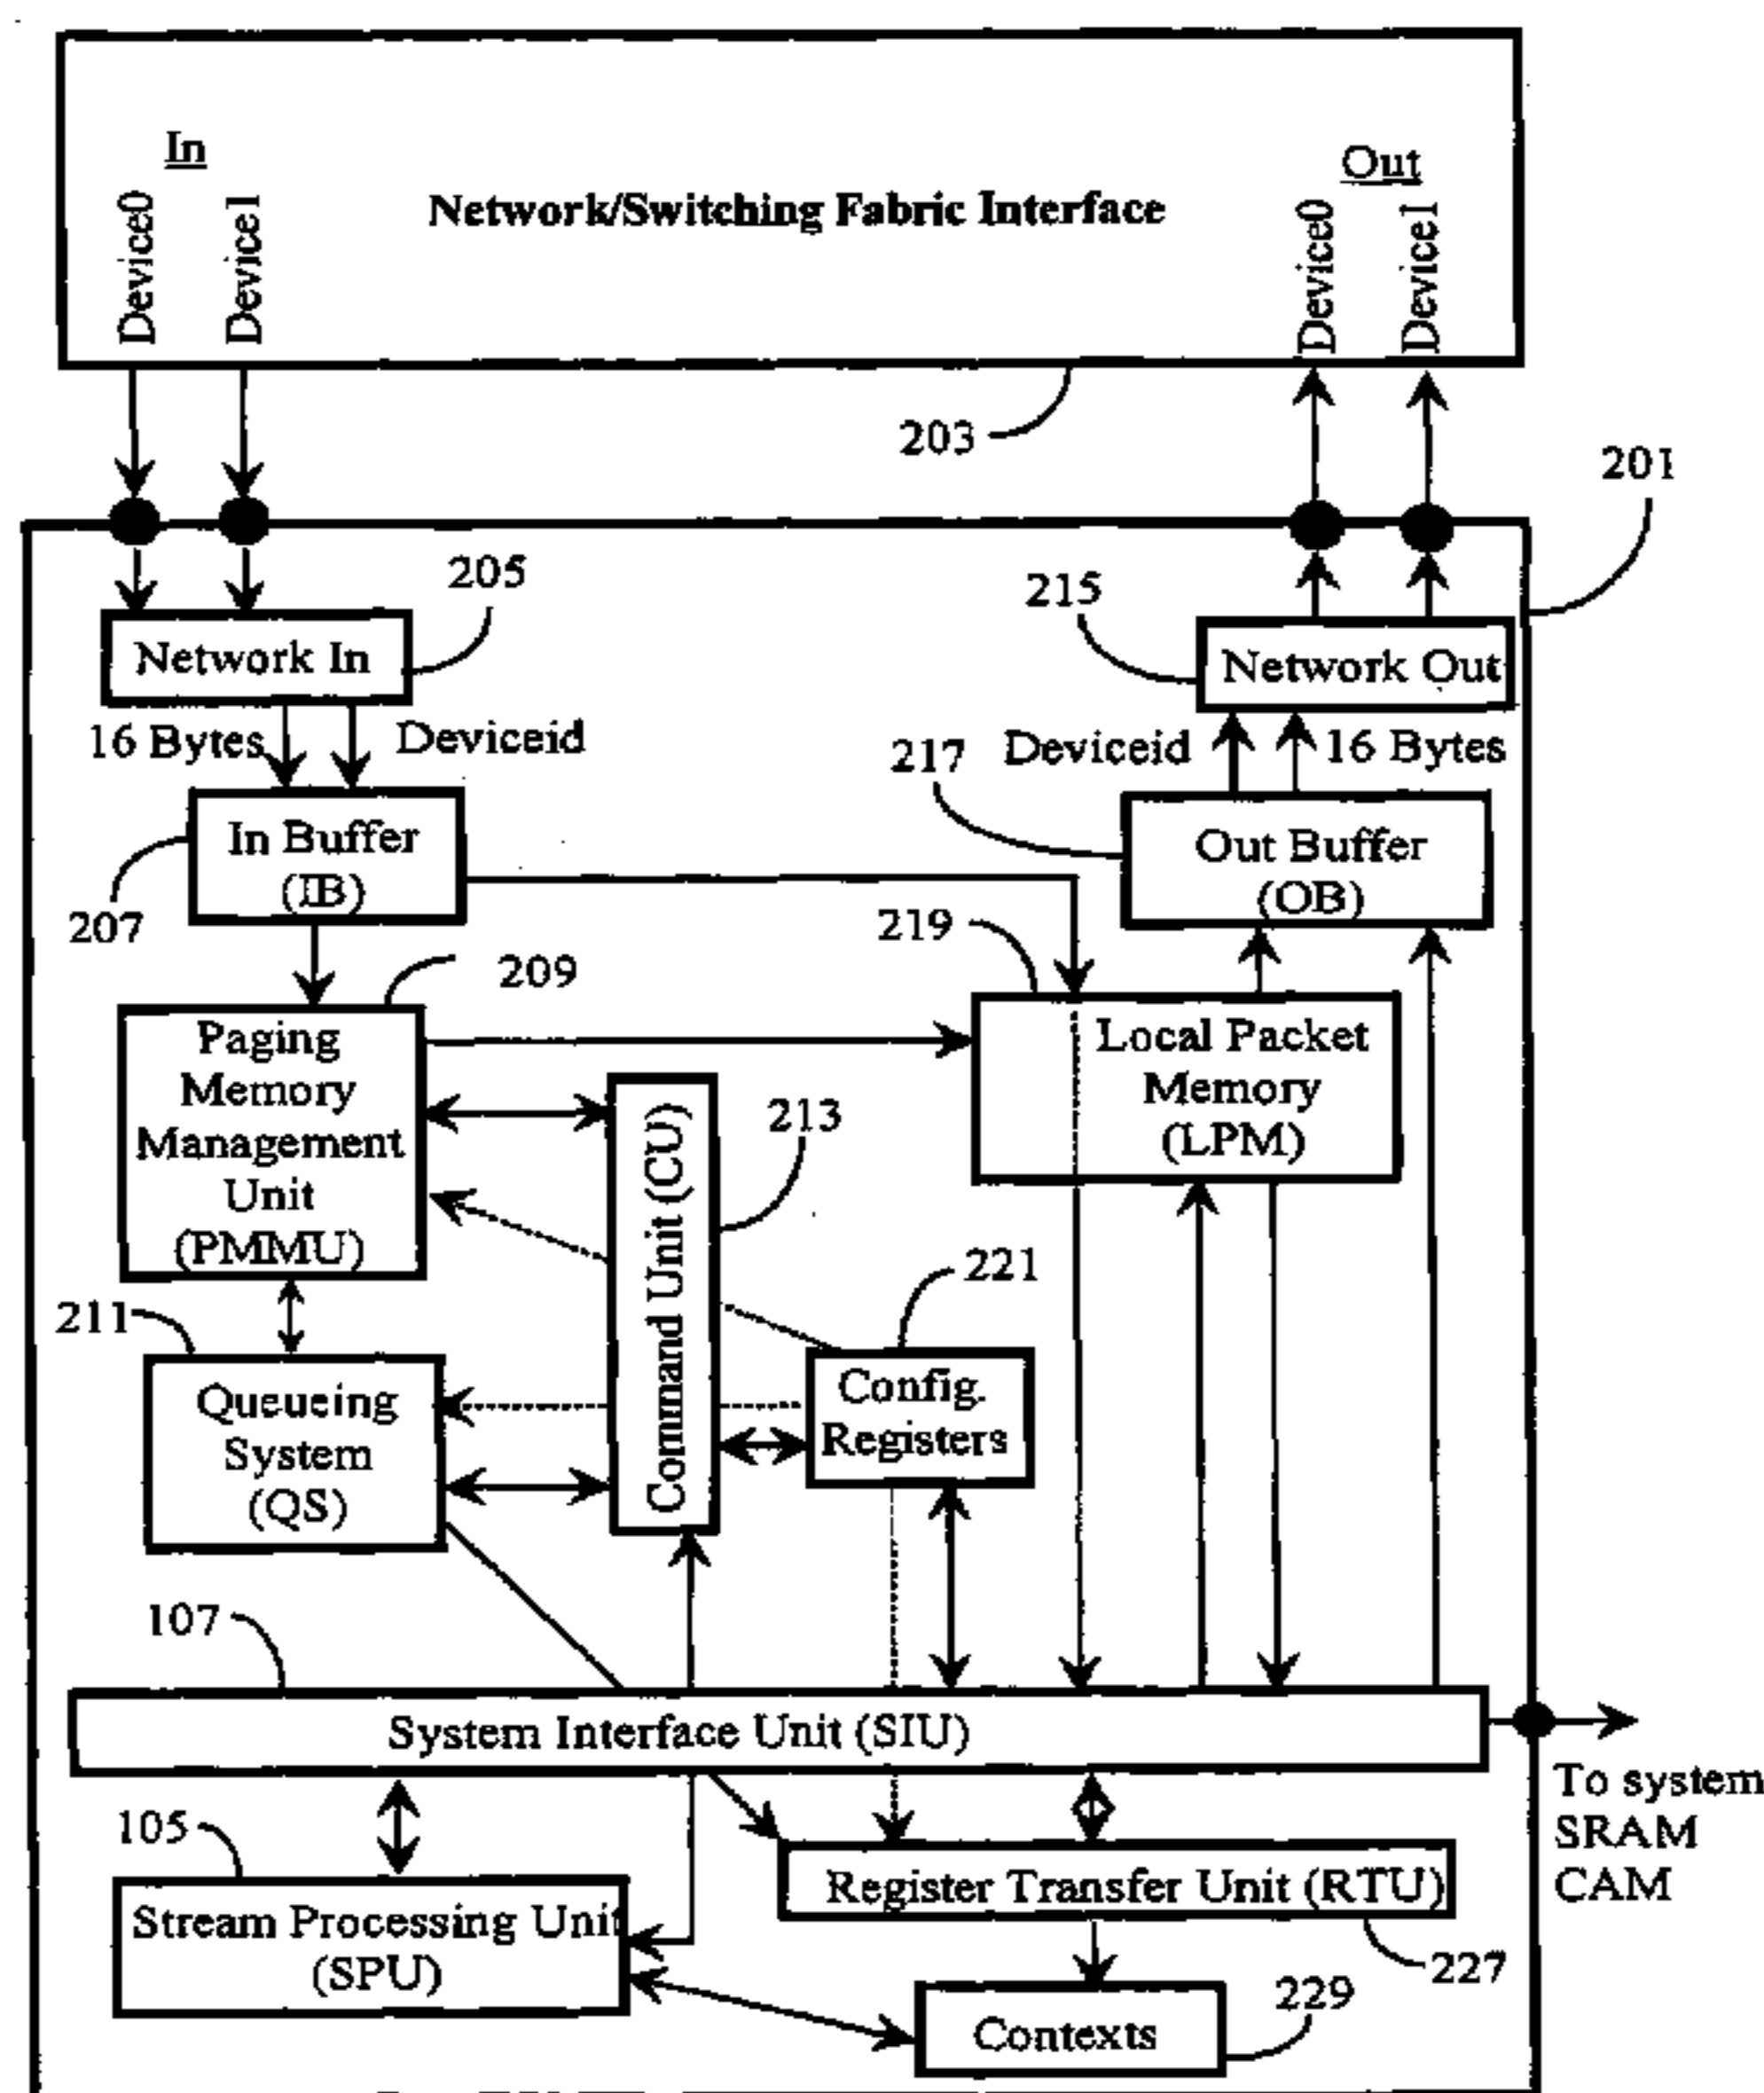 In
Out
Device0
Device1
Network/Switching Fabric Interface
Device0
Device1
203
201
205
215
Network In
Network Out
16 Bytes
Deviceid
217
Deviceid
16 Bytes
In Buffer
(IB)
Out Buffer
(OB)
207
219
209
Paging
Memory
Management
Unit
(PMMU)
Local Packet
Memory
(LPM)
213
Command Unit (CU)
221
211
Queueing
System
(QS)
Config.
Registers
107
System Interface Unit (SIU)
To system
SRAM
CAM
105
Stream Processing Unit
(SPU)
Register Transfer Unit (RTU)
227
229
Contexts